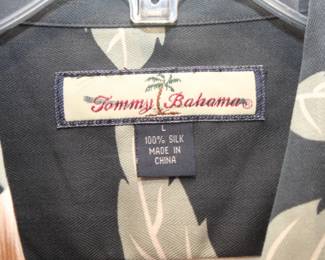 Tommy Bahama®
L
100% SILK
MADE IN
CHINA